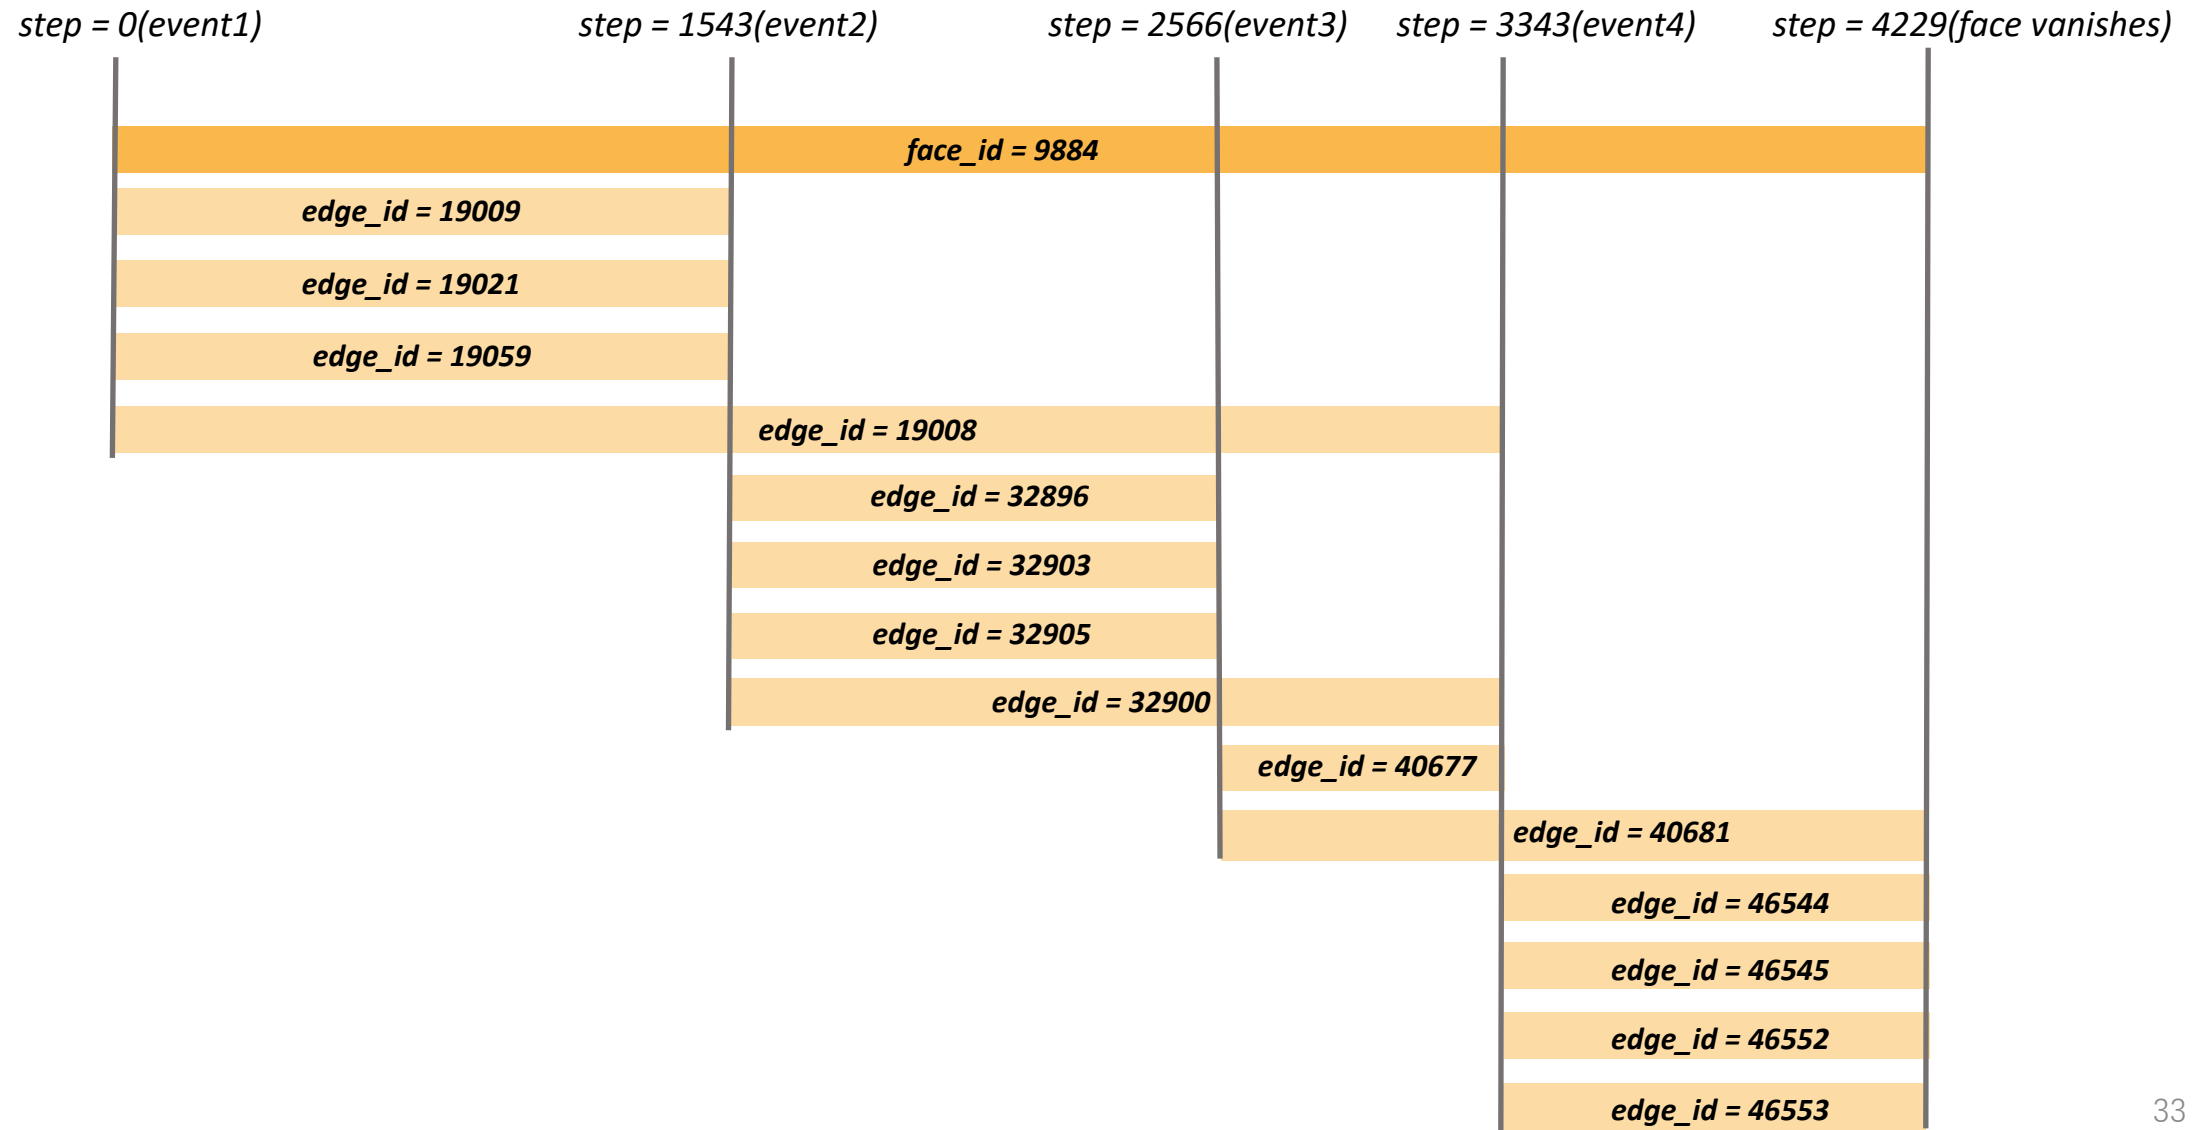 step = 0(event1)
step = 1543(event2)
step = 2566(event3)
step = 3343(event4)
step = 4229(face vanishes)
face_id = 9884
edge_id = 19009
edge_id = 19021
edge_id = 19059
edge_id = 19008
edge_id = 32896
edge_id = 32903
edge_id = 32905
edge_id = 32900
edge_id = 40677
edge_id = 40681
edge_id = 46544
edge_id = 46545
edge_id = 46552
edge_id = 46553
33